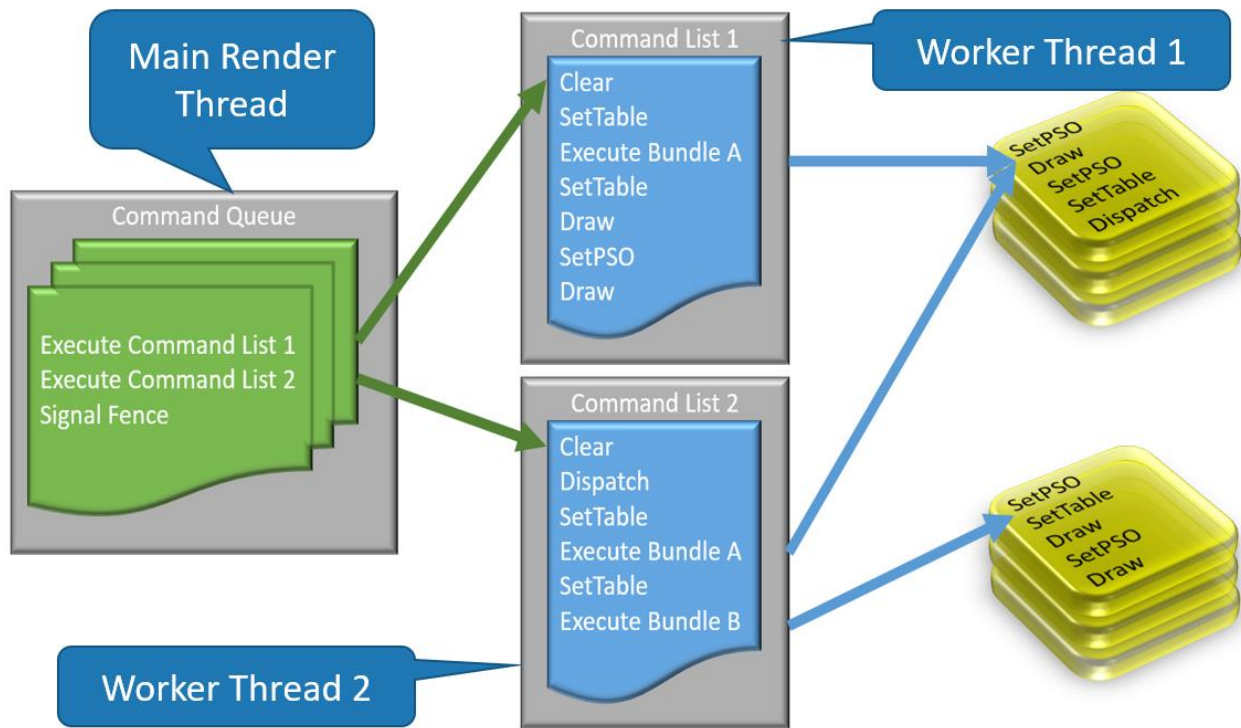 Main Render
Thread
Command Queue
Execute Command List 1
Execute Command List 2
Signal Fence
Command List 1
Clear
SetTable
Execute Bundle A
SetTable
Draw
SetPSO
Draw
Worker Thread 1
SetPSO
Draw
SetPSO
SetTable
Dispatch
Command List 2
Clear
Dispatch
SetTable
Execute Bundle A
SetTable
Execute Bundle B
Worker Thread 2
SetPSO
SetTable
Draw
SetPSO
Draw